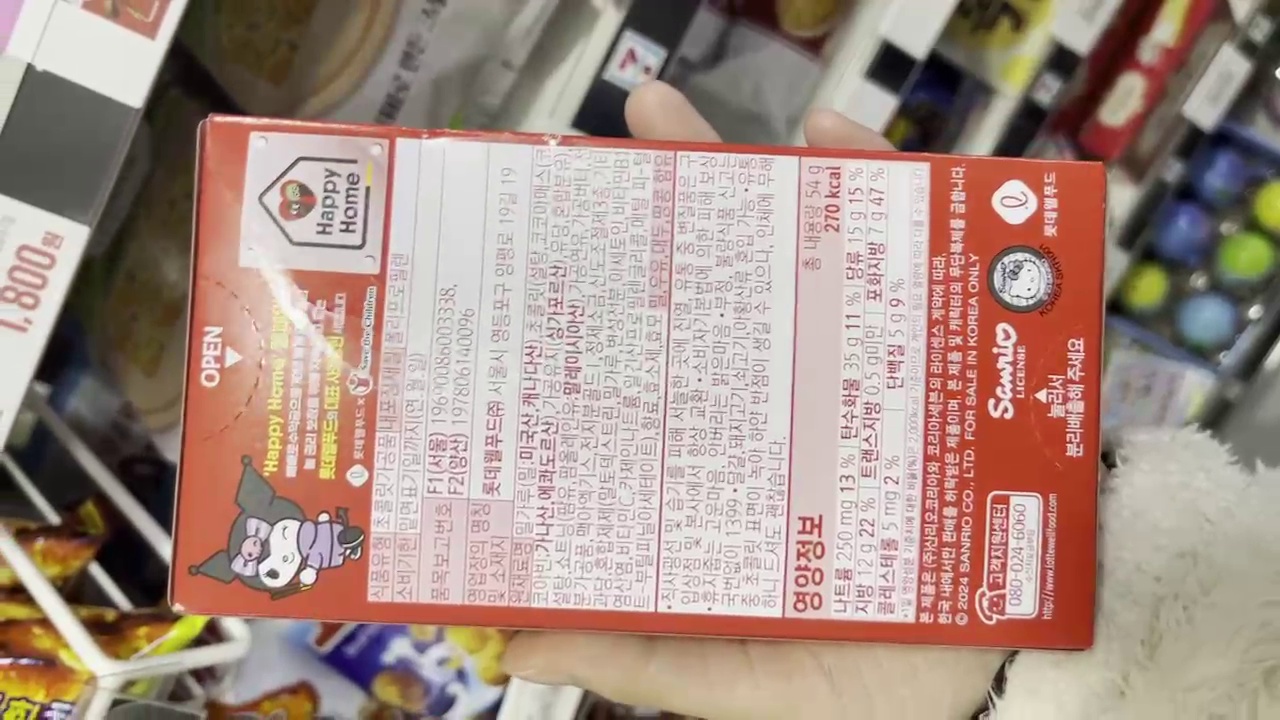 1,800원
OPEN
'Happy Home'
Happy
Home
롯데웰푸드 x Save the Children
식품유형 초콜릿가공품 내포장재질 폴리프로필렌
소비기한 밑면표기일까지(연.월.일)
품목보고번호 F1(서울) 19690086003338,
F2(양산) 197806140096
영업장의 명칭 및 소재지 롯데웰푸드㈜ 서울시 영등포구 양평로 19길 19
원재료명 밀가루(밀:미국산,캐나다산),초콜릿(설탕,코코아매스(코
코아빈:가나산,에콰도르산),가공유지(싱가포르산),유당,혼합분유),
설탕,쇼트닝(팜유,팜올레인유:말레이시아산),가공연유,가공버터,전
분가공품,맥아엑기스,전지분골드Ⅰ,정제소금,산도조절제3종,기타
과당,혼합제제(말토덱스트린,밀가루,변성전분,아세토인,비타민B1
염산염,비타민C,카제인나트륨,알긴산프로필렌글리콜,메틸 파-털
트-부틸피닐아세테이트),향료,효소제,효모 밀,우유,대두,땅콩 함유
•직사광선 및 습기를 피해 서늘한 곳에 진열, 유통 중 변질품은 구
입상점 및 본사에서 항상 교환 •소비자기본법에 의한 피해 보상
•휴지줍는 고운마음, 안버리는 밝은마음 •부정, 불량식품 신고는
국번없이 1399 •달걀,돼지고기,쇠고기,아황산류 혼입 가능 •유통
중 초콜릿 표면이 녹아 하얀 반점이 생길 수 있으나, 인체에 무해
하니 드셔도 괜찮습니다.
영양정보 총 내용량 54 g
270 kcal
나트륨 250 mg 13 % 탄수화물 35 g 11 % 당류 15 g 15 %
지방 12 g 22 % 트랜스지방 0.5 g미만 포화지방 7 g 47 %
콜레스테롤 5 mg 2 % 단백질 5 g 9 %
*1일 영양성분 기준치에 대한 비율(%)은 2,000kcal 기준이므로 개인의 필요 열량에 따라 다를 수 있습니다.
본 제품은 (주)산리오코리아와 코리아세븐의 라이센스 계약에 따라,
한국 내에서만 판매를 허락받은 제품이며, 본 제품 및 캐릭터의 무단복제를 금합니다.
© 2024 SANRIO CO., LTD. FOR SALE IN KOREA ONLY
고객지원센터
080-024-6060
수신자요금부담
http://www.lottewellfood.com
Sanrio
LICENSE
눌러서
분리배출해 주세요
Sanrio
KOREA SKR001
롯데웰푸드
7